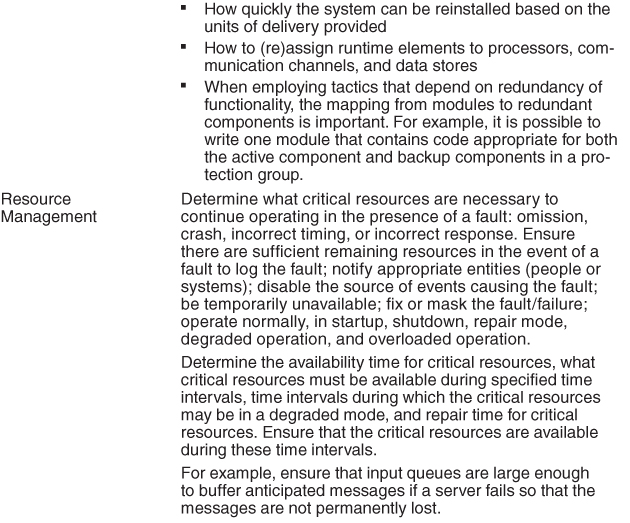 ▪ How quickly the system can be reinstalled based on the
units of delivery provided
▪ How to (re)assign runtime elements to processors, com-
munication channels, and data stores
▪ When employing tactics that depend on redundancy of
functionality, the mapping from modules to redundant
components is important. For example, it is possible to
write one module that contains code appropriate for both
the active component and backup components in a pro-
tection group.
Resource
Management
Determine what critical resources are necessary to
continue operating in the presence of a fault: omission,
crash, incorrect timing, or incorrect response. Ensure
there are sufficient remaining resources in the event of a
fault to log the fault; notify appropriate entities (people or
systems); disable the source of events causing the fault;
be temporarily unavailable; fix or mask the fault/failure;
operate normally, in startup, shutdown, repair mode,
degraded operation, and overloaded operation.
Determine the availability time for critical resources, what
critical resources must be available during specified time
intervals, time intervals during which the critical resources
may be in a degraded mode, and repair time for critical
resources. Ensure that the critical resources are available
during these time intervals.
For example, ensure that input queues are large enough
to buffer anticipated messages if a server fails so that the
messages are not permanently lost.